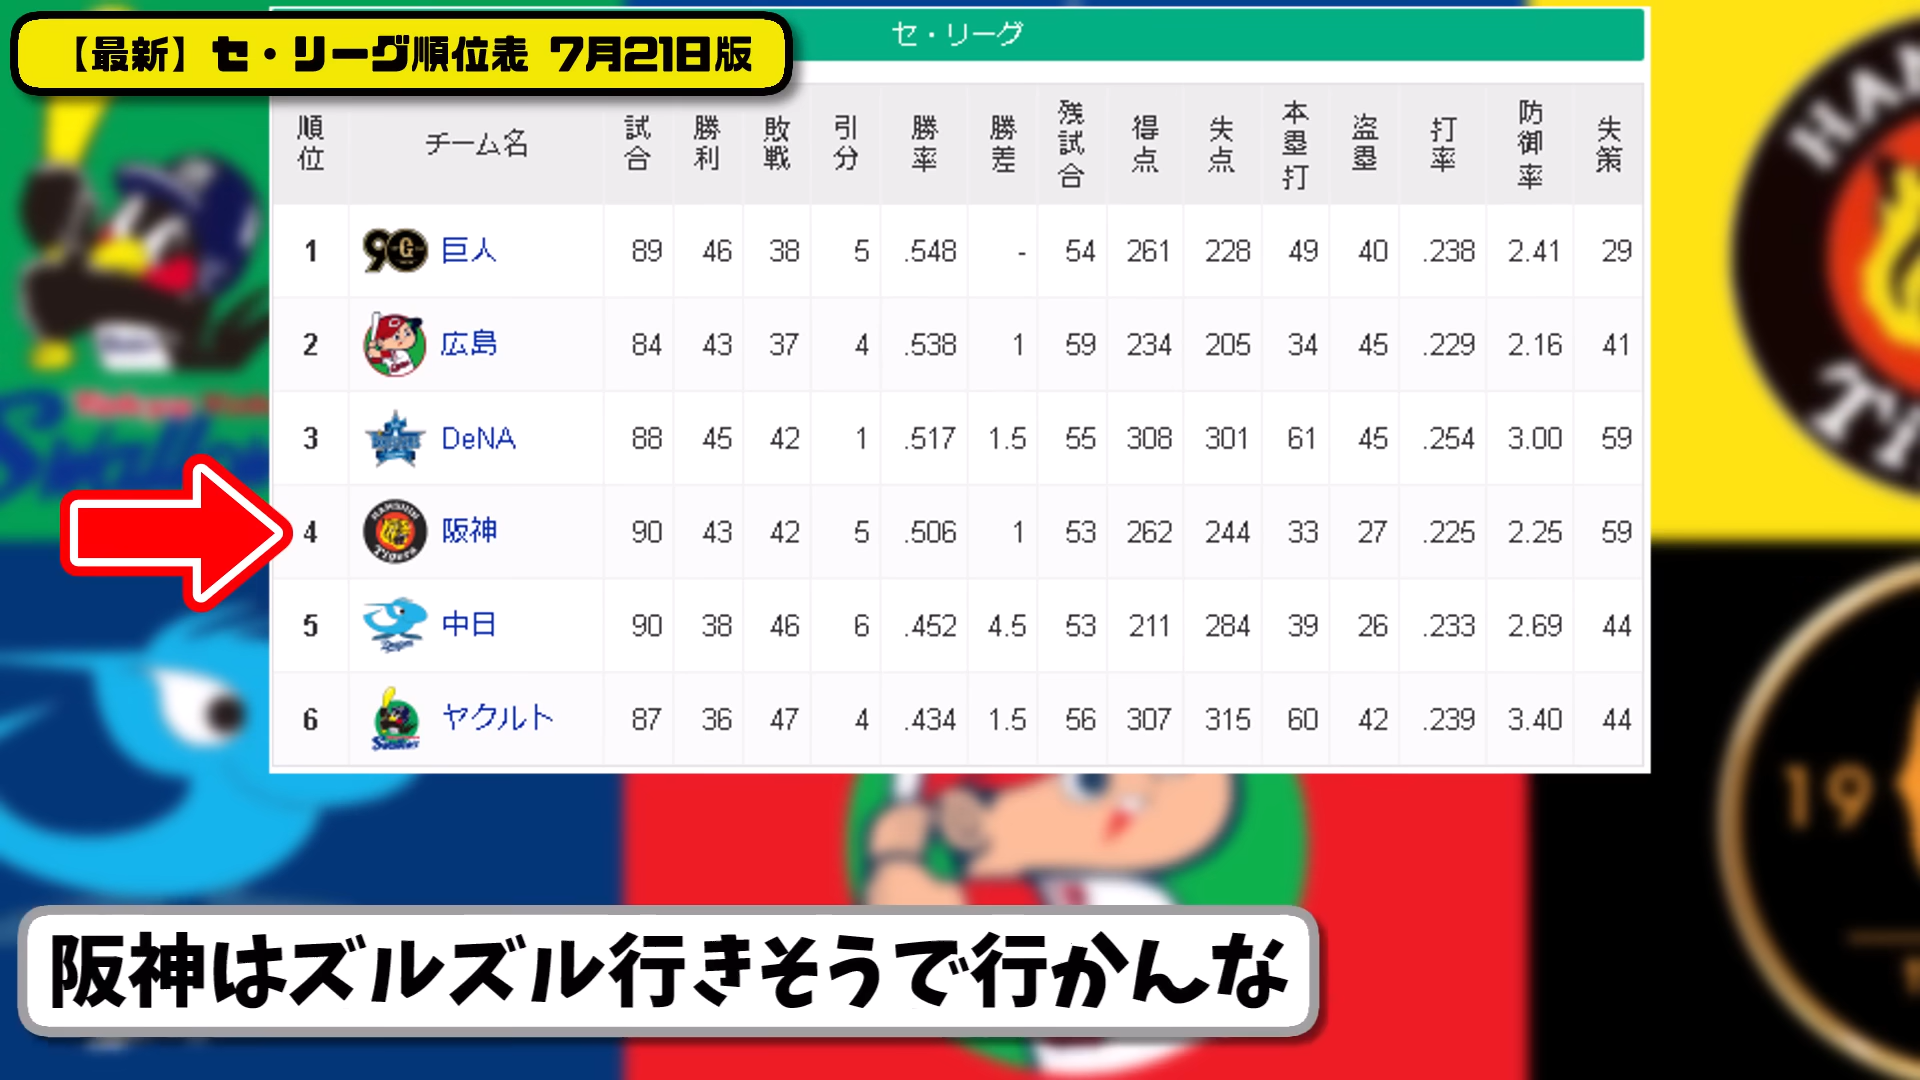 【最新】セ・リーグ順位表 7月21日版
セ・リーグ
順位 チーム名 試合 勝利 敗戦 引分 勝率 勝差 残試合 得点 失点 本塁打 盗塁 打率 防御率 失策
1 巨人 89 46 38 5 .548 - 54 261 228 49 40 .238 2.41 29
2 広島 84 43 37 4 .538 1 59 234 205 34 45 .229 2.16 41
3 DeNA 88 45 42 1 .517 1.5 55 308 301 61 45 .254 3.00 59
4 阪神 90 43 42 5 .506 1 53 262 244 33 27 .225 2.25 59
5 中日 90 38 46 6 .452 4.5 53 211 284 39 26 .233 2.69 44
6 ヤクルト 87 36 47 4 .434 1.5 56 307 315 60 42 .239 3.40 44
阪神はズルズル行きそうで行かんな